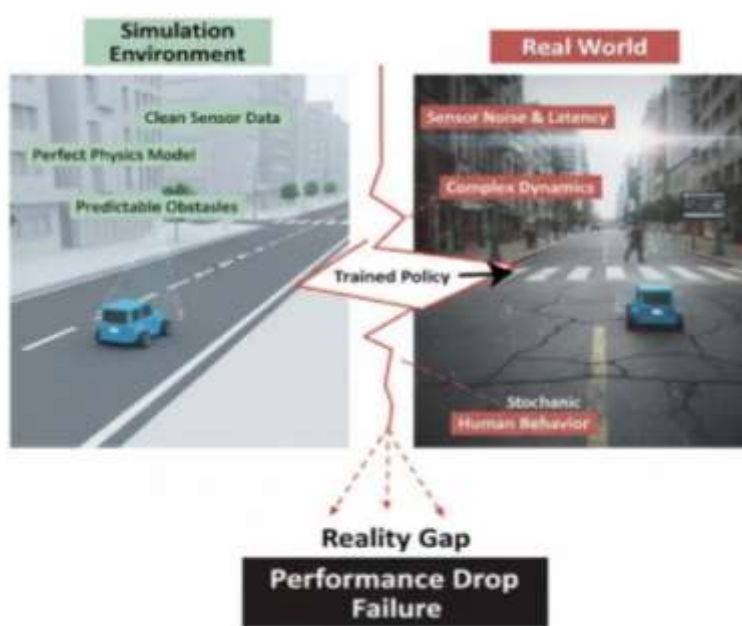 Simulation
Environment
Clean Sensor Data
Perfect Physics Model
Predictable Obstasles
Real World
Sensor Noise & Latency
Complex Dynamics
Trained Policy
Stochanic
Human Behavior
Reality Gap
Performance Drop
Failure